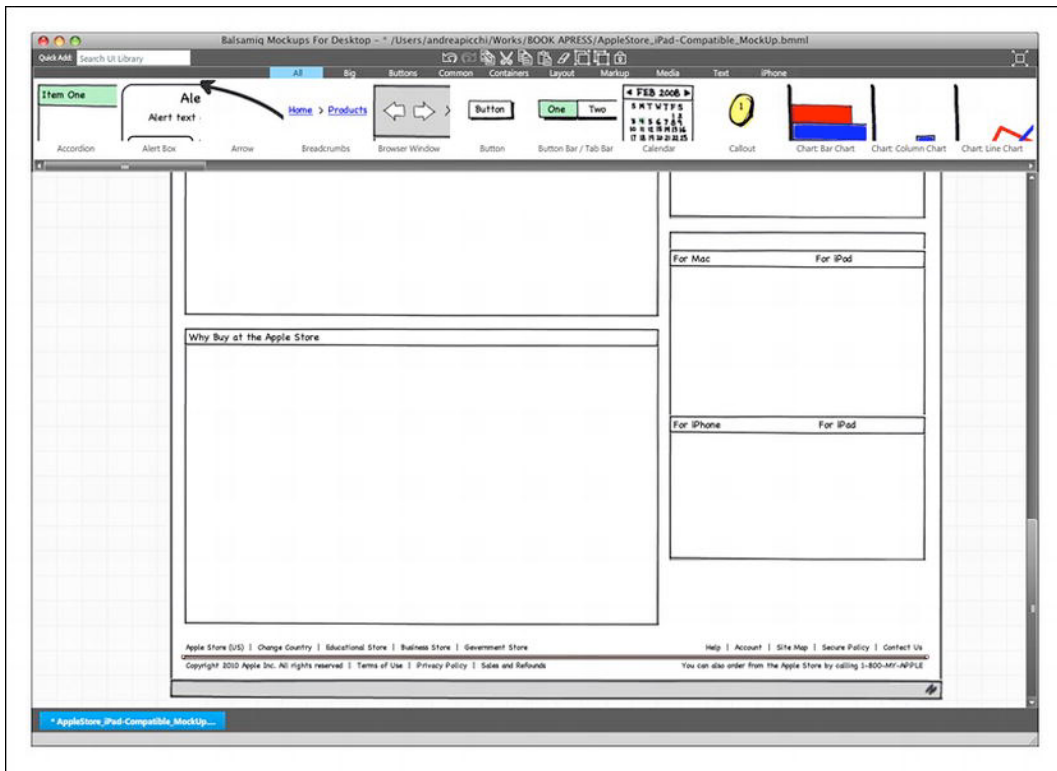 Balsamiq Mockups For Desktop - * /Users/andreapicchi/Works/BOOK APRESS/AppleStore_iPad-Compatible_MockUp.bmml
Quick Add: Search UI Library
All Big Buttons Common Containers Layout Markup Media Text iPhone
Item One
Ale
Alert text
Home > Products
Button
One Two
FEB 2008
S M T W T F S
1
Accordion Alert Box Arrow Breadcrumbs Browser Window Button Button Bar / Tab Bar Calendar Callout Chart: Bar Chart Chart: Column Chart Chart: Line Chart
For Mac For iPod
Why Buy at the Apple Store
For iPhone For iPad
Apple Store (US) | Change Country | Educational Store | Business Store | Government Store
Help | Account | Site Map | Secure Policy | Contact Us
Copyright 2010 Apple Inc. All rights reserved | Terms of Use | Privacy Policy | Sales and Refounds
You can also order from the Apple Store by calling 1-800-MY-APPLE
* AppleStore_iPad-Compatible_MockUp....